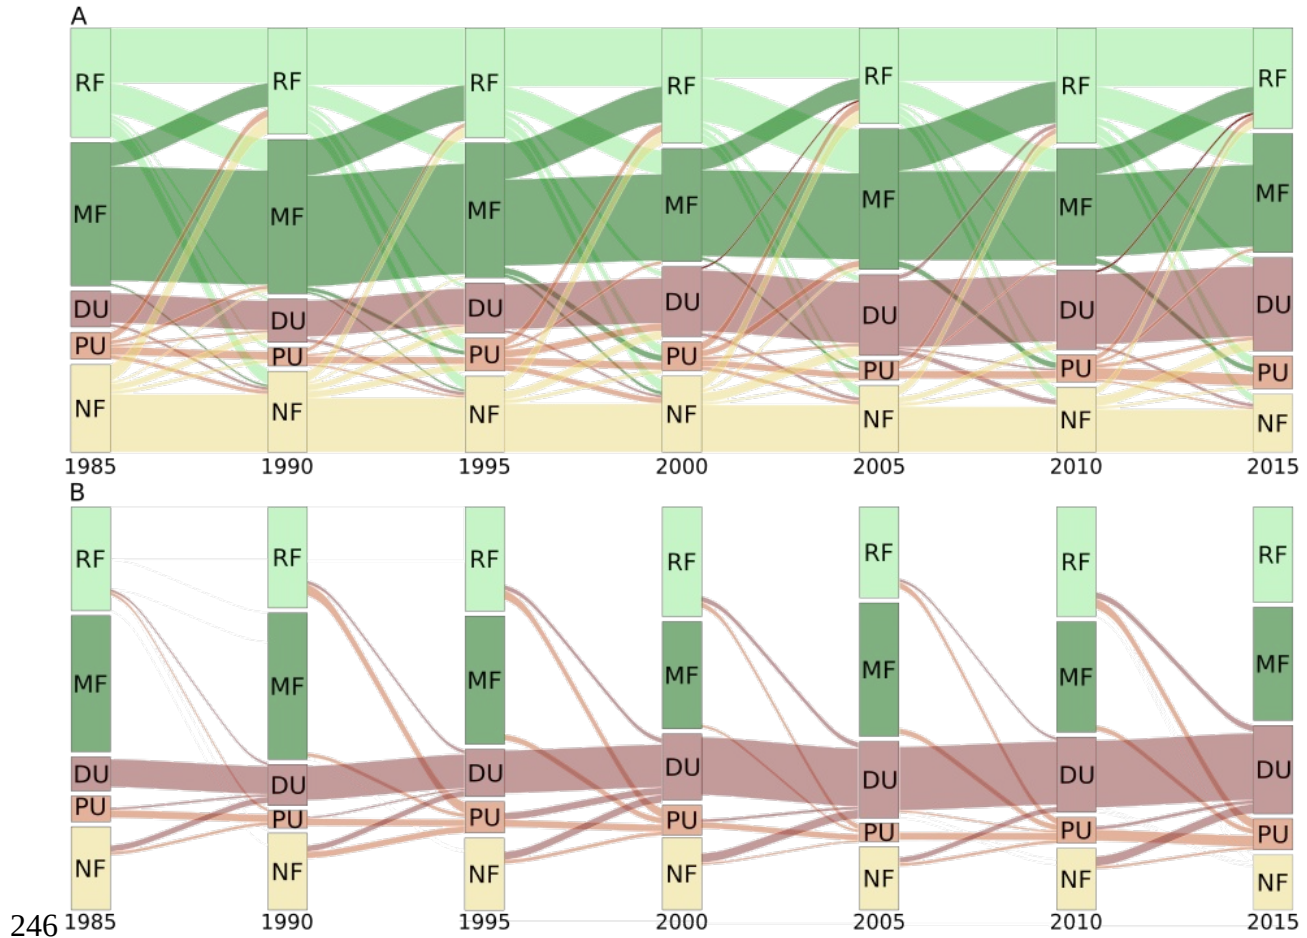 A
RF RF RF RF RF RF RF
MF MF MF MF MF MF MF
DU DU DU DU DU DU DU
PU PU PU PU PU PU PU
NF NF NF NF NF NF NF
1985 1990 1995 2000 2005 2010 2015
B
RF RF RF RF RF RF RF
MF MF MF MF MF MF MF
DU DU DU DU DU DU DU
PU PU PU PU PU PU PU
NF NF NF NF NF NF NF
246 1985 1990 1995 2000 2005 2010 2015